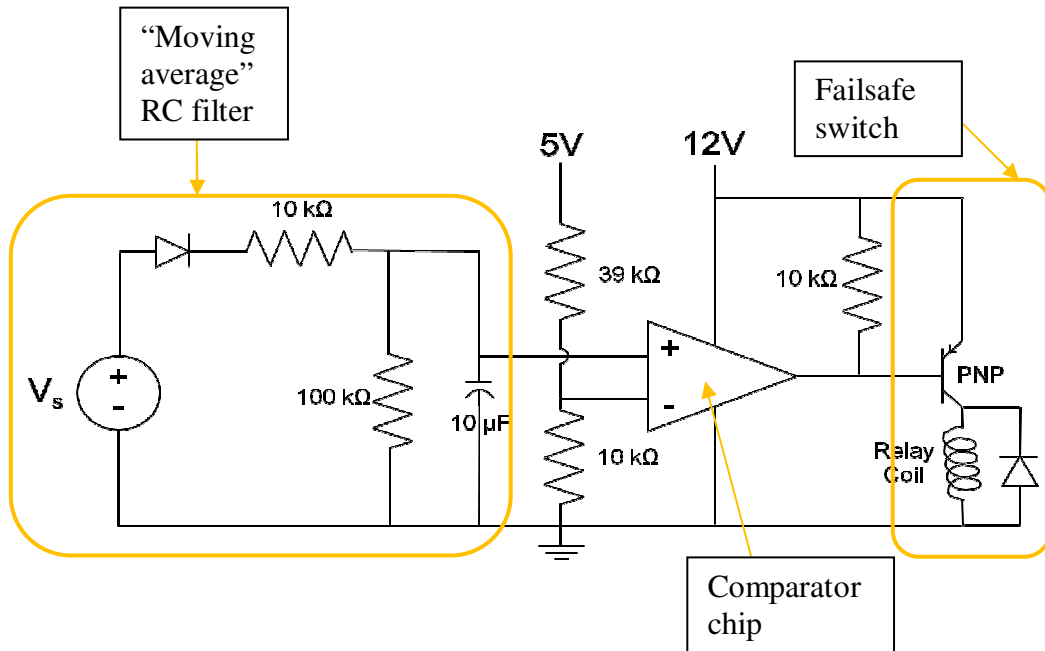 “Moving
average”
RC filter
Failsafe
switch
5V
12V
10 kΩ
39 kΩ
10 kΩ
+
-
PNP
Vs
+
-
100 kΩ
10 µF
10 kΩ
Relay
Coil
Comparator
chip